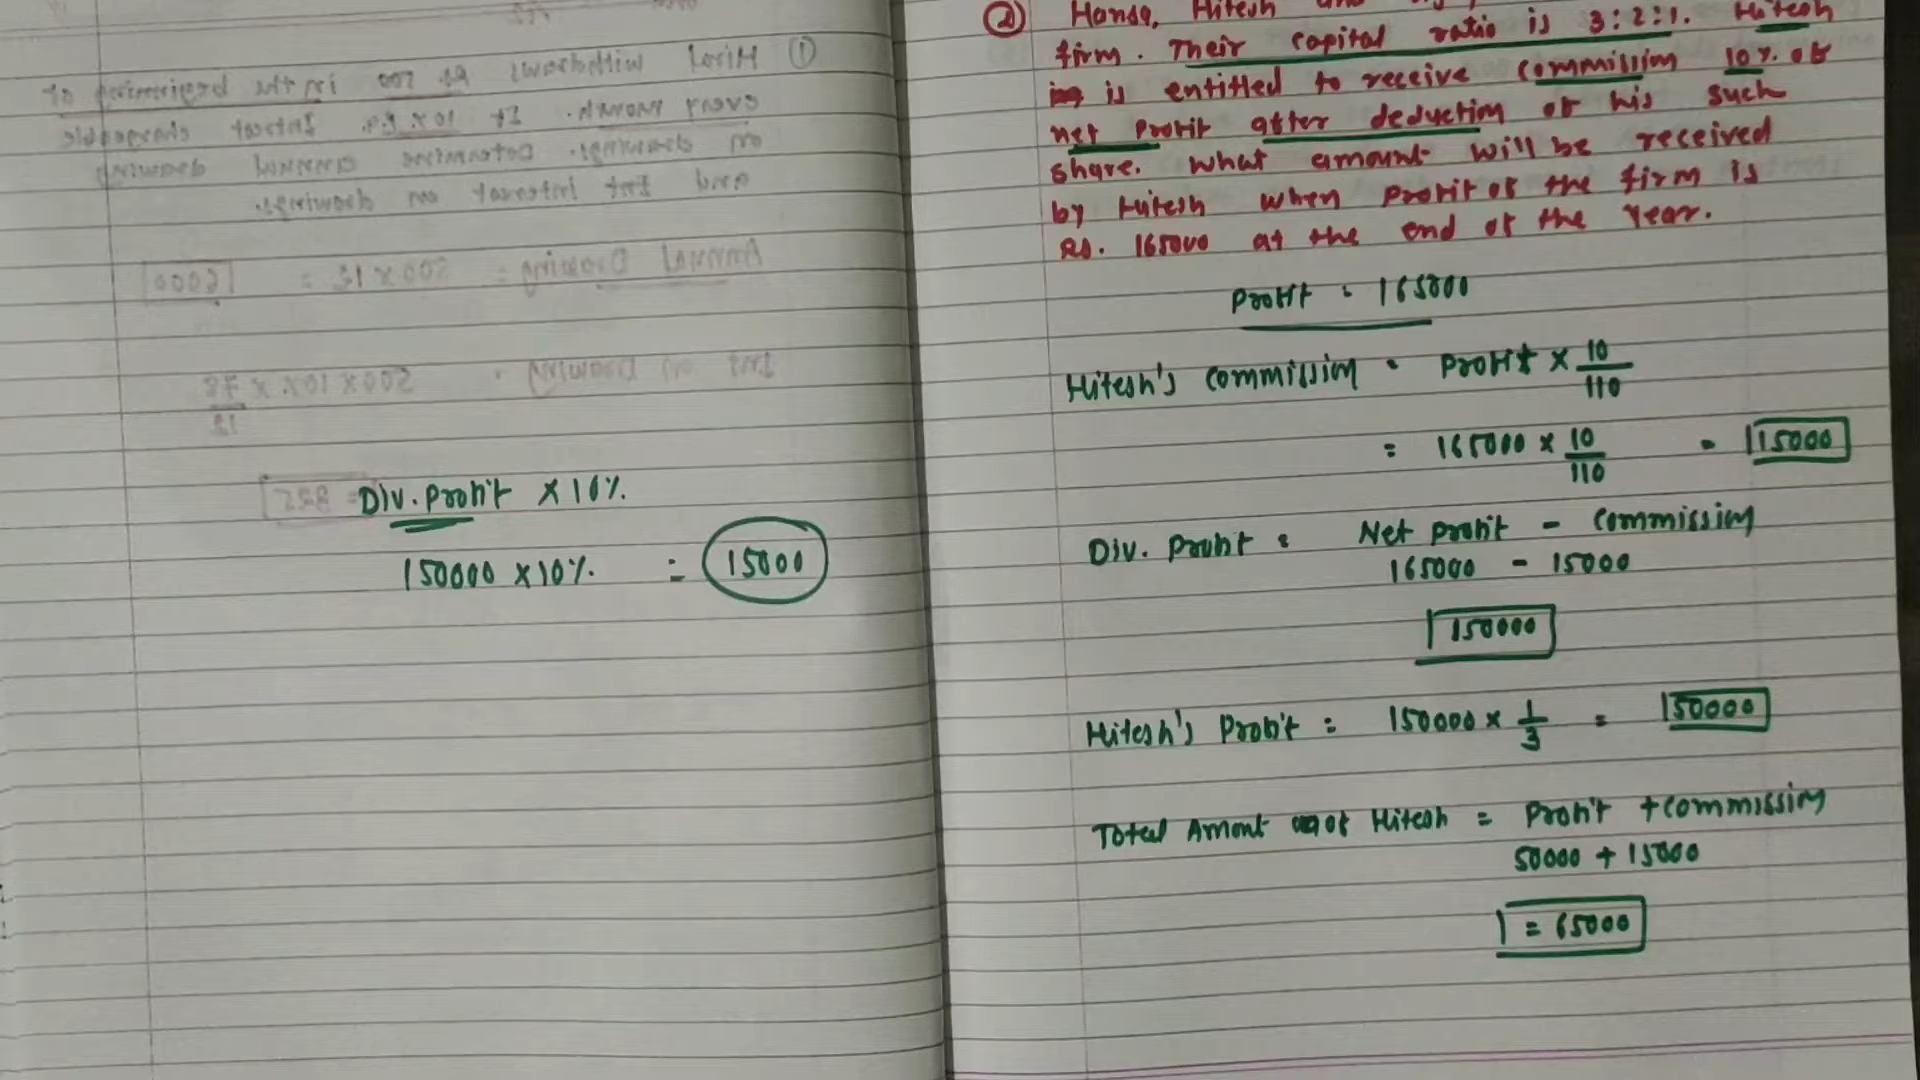 Div. profit × 10%
150000 × 10% = 15000
② Hansa, Hitesh and
firm. Their capital ratio is 3:2:1. Hitesh
is entitled to receive commission 10% of
net profit after deduction of his such
share. What amount will be received
by Hitesh when profit of the firm is
Rs. 165000 at the end of the year.
Profit = 165000
Hitesh's commission = Profit × 10/110
= 165000 × 10/110 = 15000
Div. profit = Net profit - commission
165000 - 15000
150000
Hitesh's Profit = 150000 × 1/3 = 50000
Total Amont of Hitesh = Profit + commission
50000 + 15000
= 65000